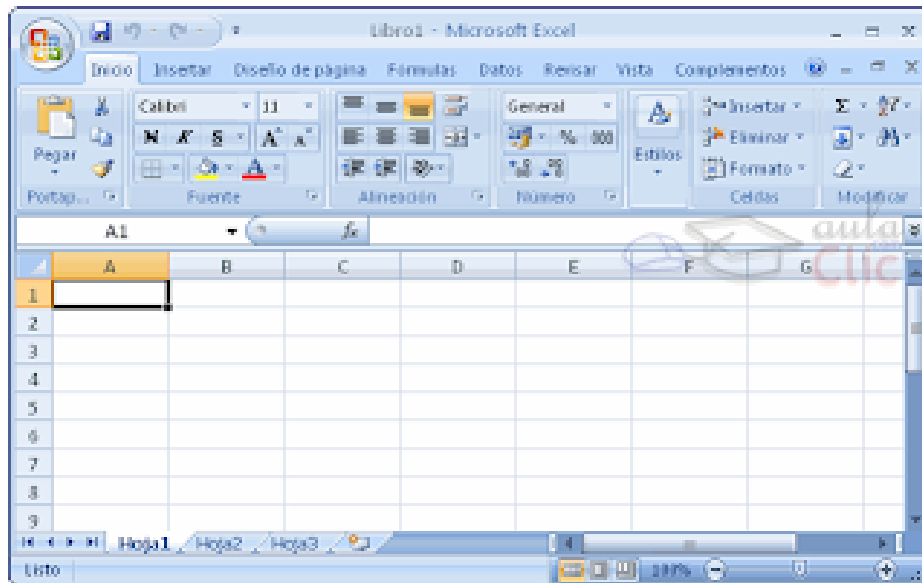 Libro1 - Microsoft Excel
Inicio Insertar Diseño de página Fórmulas Datos Revisar Vista Complementos
Calibri 11 General Insertar Σ
N K S A A % 000 Eliminar
Pegar A Estilos Formato
Portap... Fuente Alineación Número Celdas Modificar
A1 fx
aula
Clic
A B C D E F G
1
2
3
4
5
6
7
8
9
Hoja1 Hoja2 Hoja3
Listo 100%